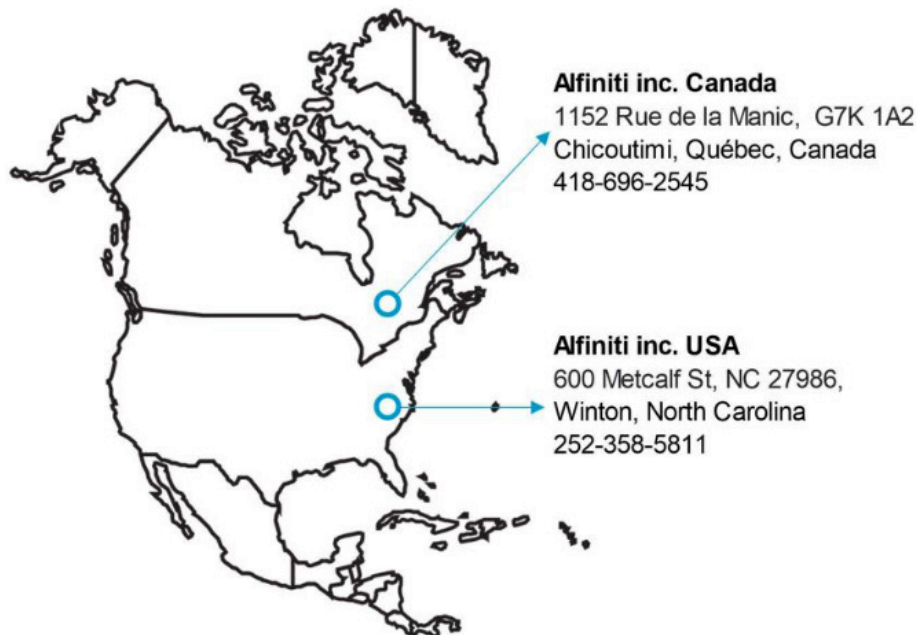 Alfiniti inc. Canada
1152 Rue de la Manic, G7K 1A2
Chicoutimi, Québec, Canada
418-696-2545
Alfiniti inc. USA
600 Metcalf St, NC 27986,
Winton, North Carolina
252-358-5811